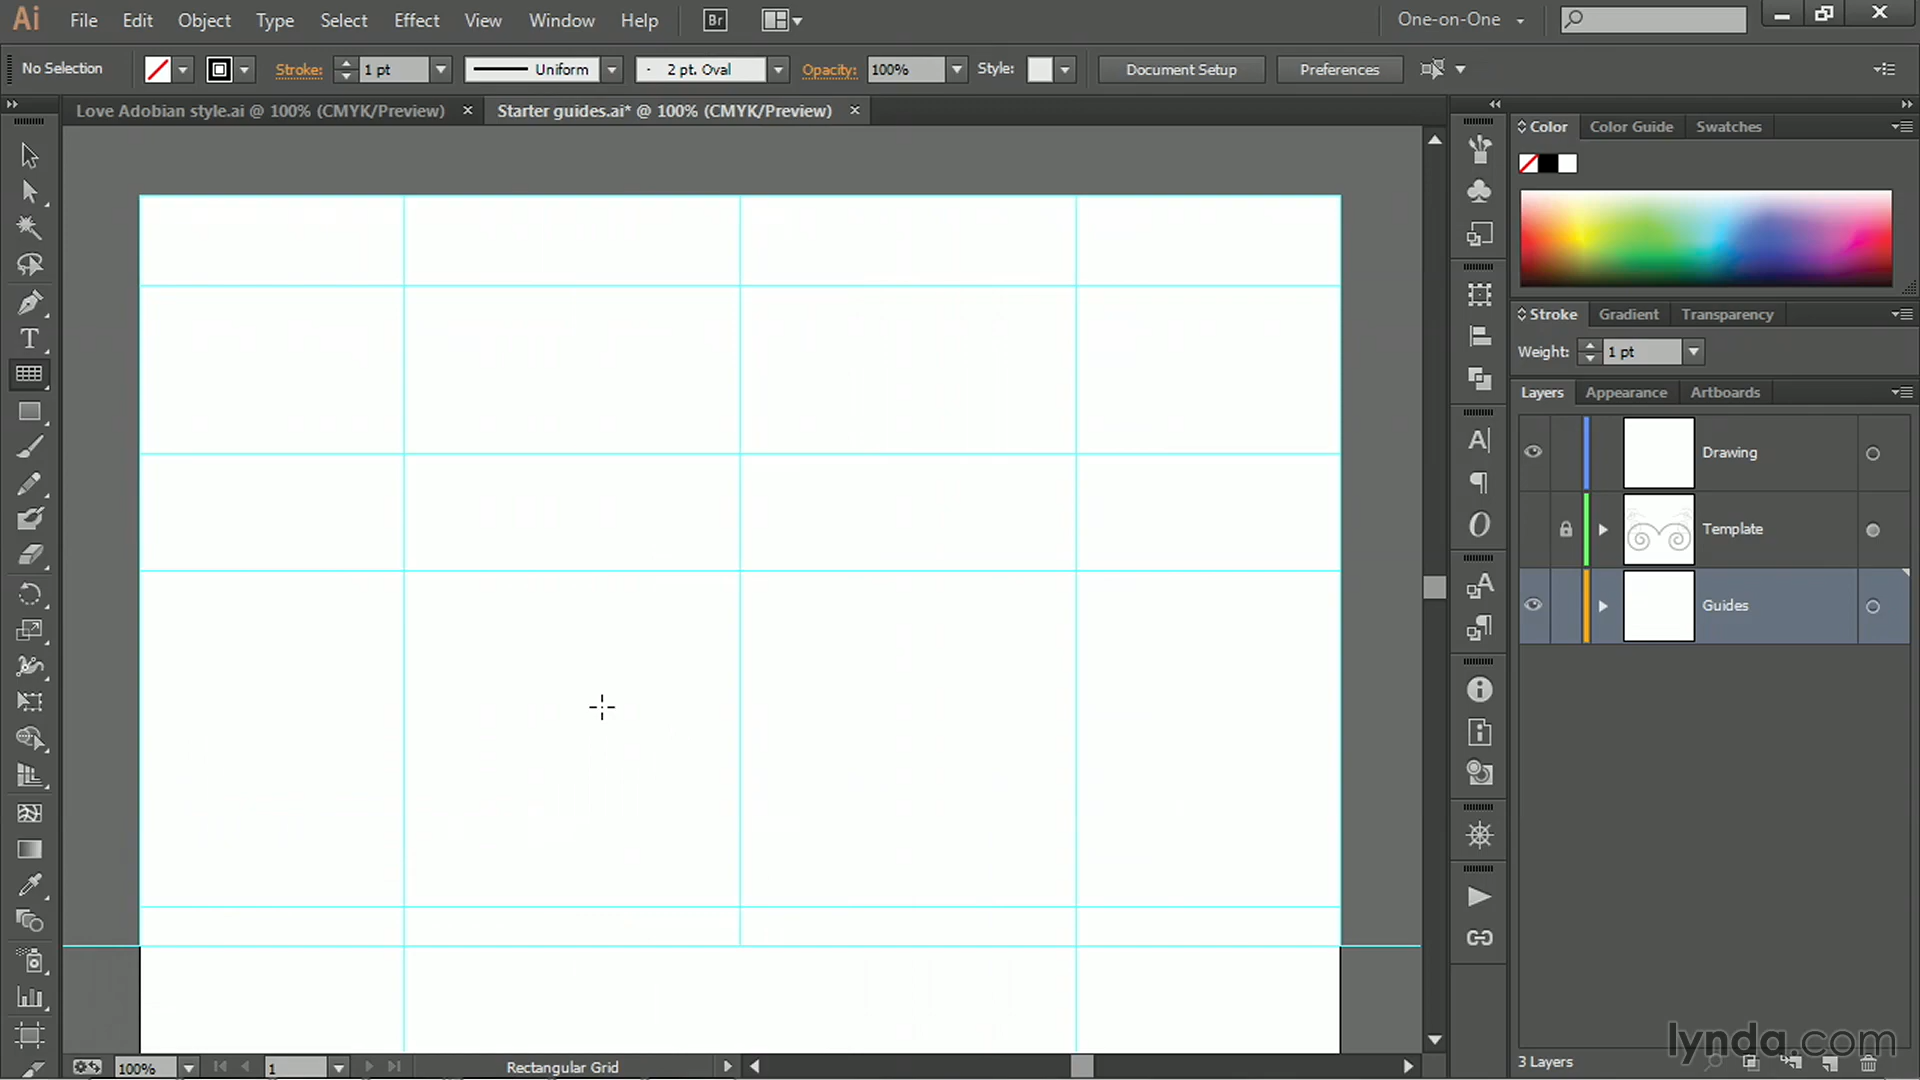 Ai File Edit Object Type Select Effect View Window Help Br One-on-One
No Selection Stroke: 1 pt Uniform 2 pt. Oval Opacity: 100% Style: Document Setup Preferences
Love Adobian style.ai @ 100% (CMYK/Preview) × Starter guides.ai* @ 100% (CMYK/Preview) ×
Color Color Guide Swatches
Stroke Gradient Transparency
Weight: 1 pt
Layers Appearance Artboards
Drawing
Template
Guides
lynda.com
3 Layers
100% 1 Rectangular Grid